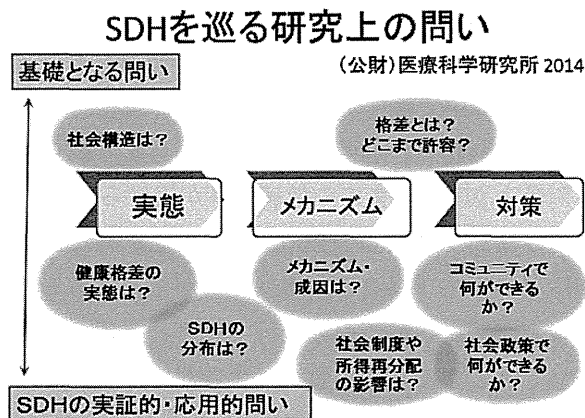 SDHを巡る研究上の問い
基礎となる問い
(公財)医療科学研究所 2014
社会構造は?
格差とは?
どこまで許容?
実態
メカニズム
対策
健康格差の
実態は?
メカニズム・
成因は?
コミュニティで
何ができる
か?
SDHの
分布は?
社会制度や
所得再分配
の影響は?
社会政策で
何ができる
か?
SDHの実証的・応用的問い